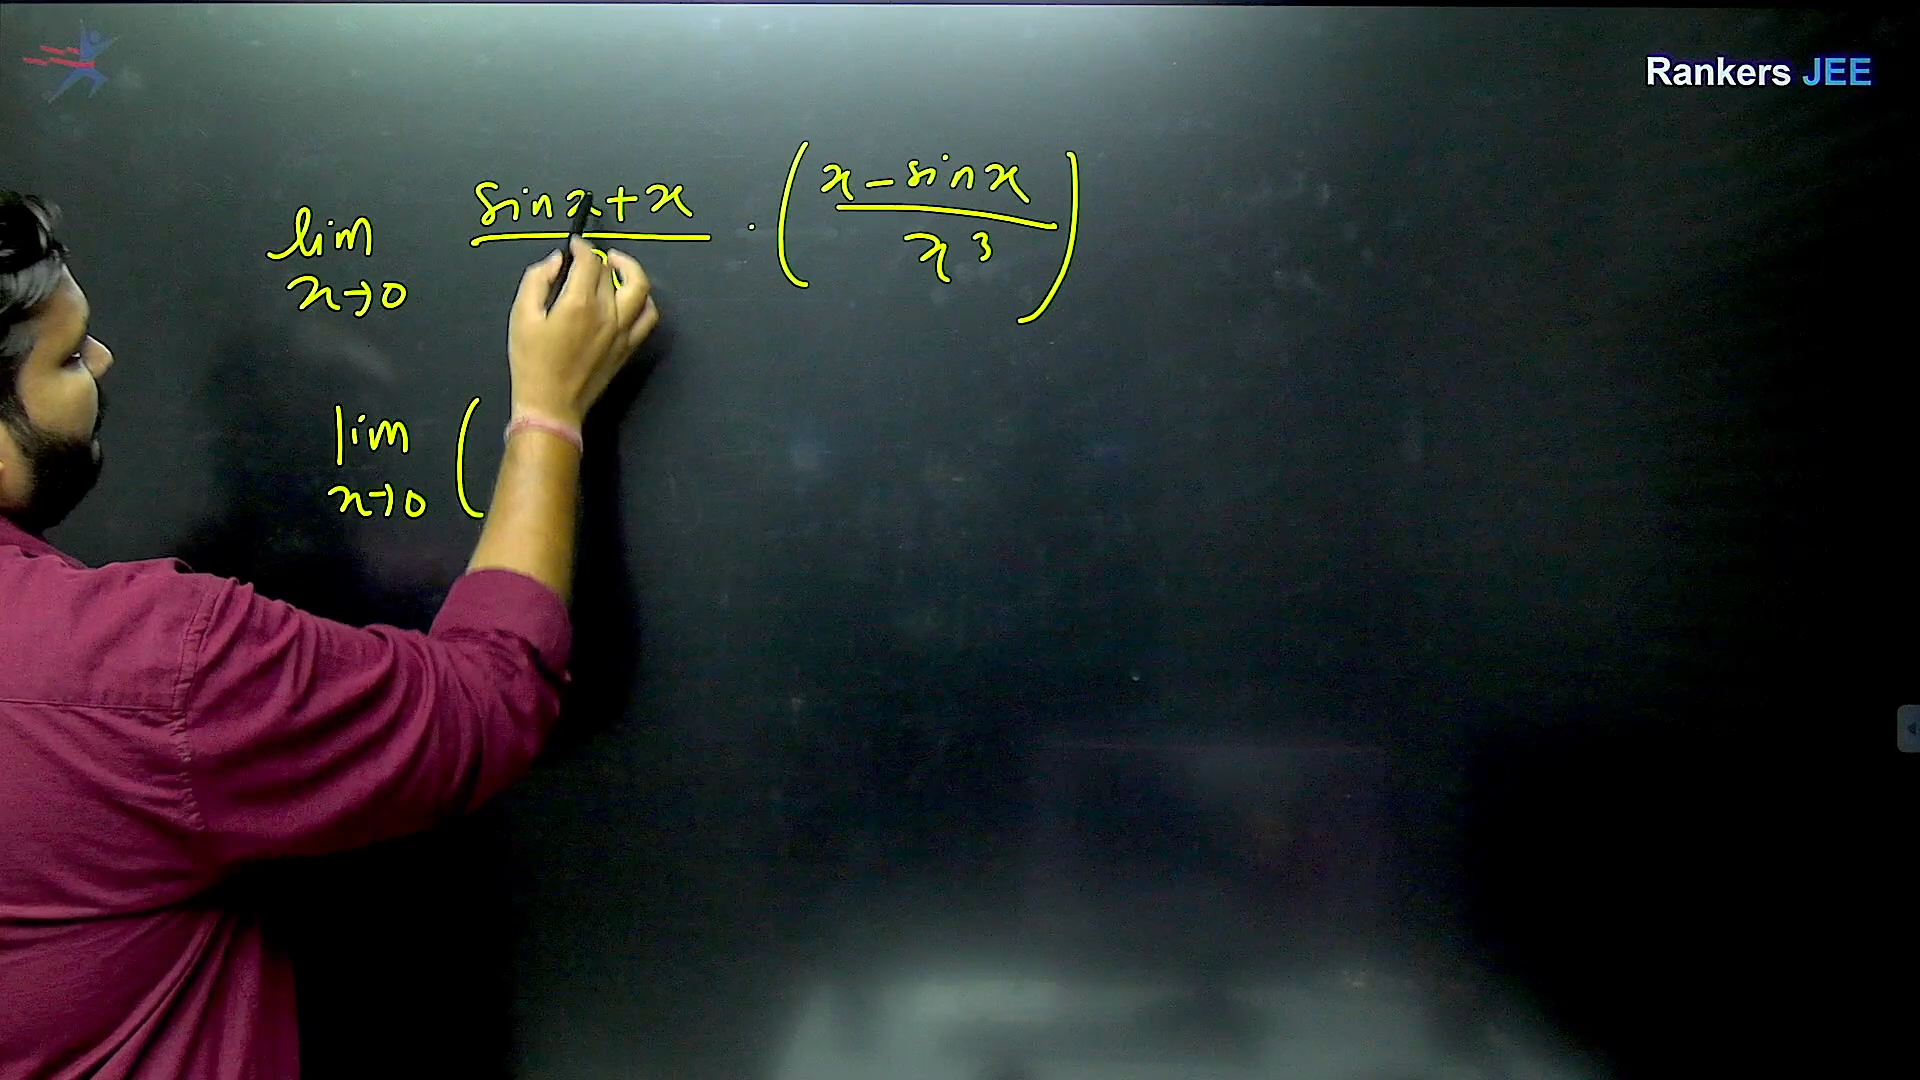 Rankers JEE
lim x→0 sinx+x / · (x-sinx / x³)
lim x→0 (